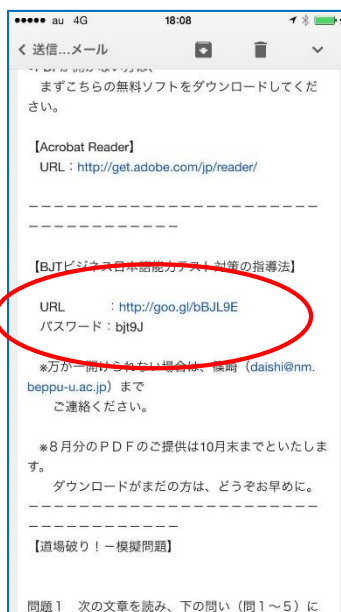 au 4G 18:08
送信...メール
まずこちらの無料ソフトをダウンロードしてくだ
さい。
【Acrobat Reader】
URL：http://get.adobe.com/jp/reader/
－－－－－－－－－－－－－－－－－－－－－－－－
－－－－－－－－－－－－
【BJTビジネス日本語能力テスト対策の指導法】
URL ：http://goo.gl/bBJL9E
パスワード：bjt9J
※万が一開けられない場合は、篠崎（daishi@nm.
beppu-u.ac.jp）まで
ご連絡ください。
※８月分のＰＤＦのご提供は10月末までといたしま
す。
ダウンロードがまだの方は、どうぞお早めに。
－－－－－－－－－－－－－－－－－－－－－－－－
－－－－－－－－－－－－
【道場破り！－模擬問題】
問題１　次の文章を読み、下の問い（問１～５）に